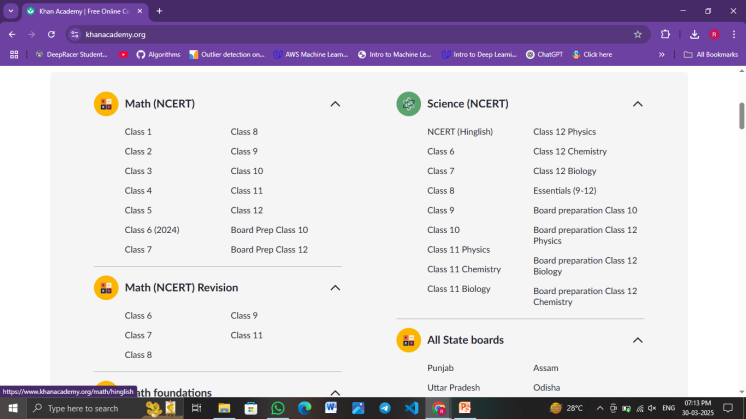 Khan Academy | Free Online Co
khanacademy.org
DeepRacer Student...
Algorithms
Outlier detection on...
AWS Machine Learn...
Intro to Machine Le...
Intro to Deep Learni...
ChatGPT
Click here
All Bookmarks
Math (NCERT)
Class 1
Class 8
Class 2
Class 9
Class 3
Class 10
Class 4
Class 11
Class 5
Class 12
Class 6 (2024)
Board Prep Class 10
Class 7
Board Prep Class 12
Math (NCERT) Revision
Class 6
Class 9
Class 7
Class 11
Class 8
th foundations
Science (NCERT)
NCERT (Hinglish)
Class 12 Physics
Class 6
Class 12 Chemistry
Class 7
Class 12 Biology
Class 8
Essentials (9-12)
Class 9
Board preparation Class 10
Class 10
Board preparation Class 12
Physics
Class 11 Physics
Board preparation Class 12
Biology
Class 11 Chemistry
Class 11 Biology
Board preparation Class 12
Chemistry
All State boards
Punjab
Assam
Uttar Pradesh
Odisha
https://www.khanacademy.org/math/hinglish
Type here to search
28°C
ENG
07:13 PM
30-03-2025
R